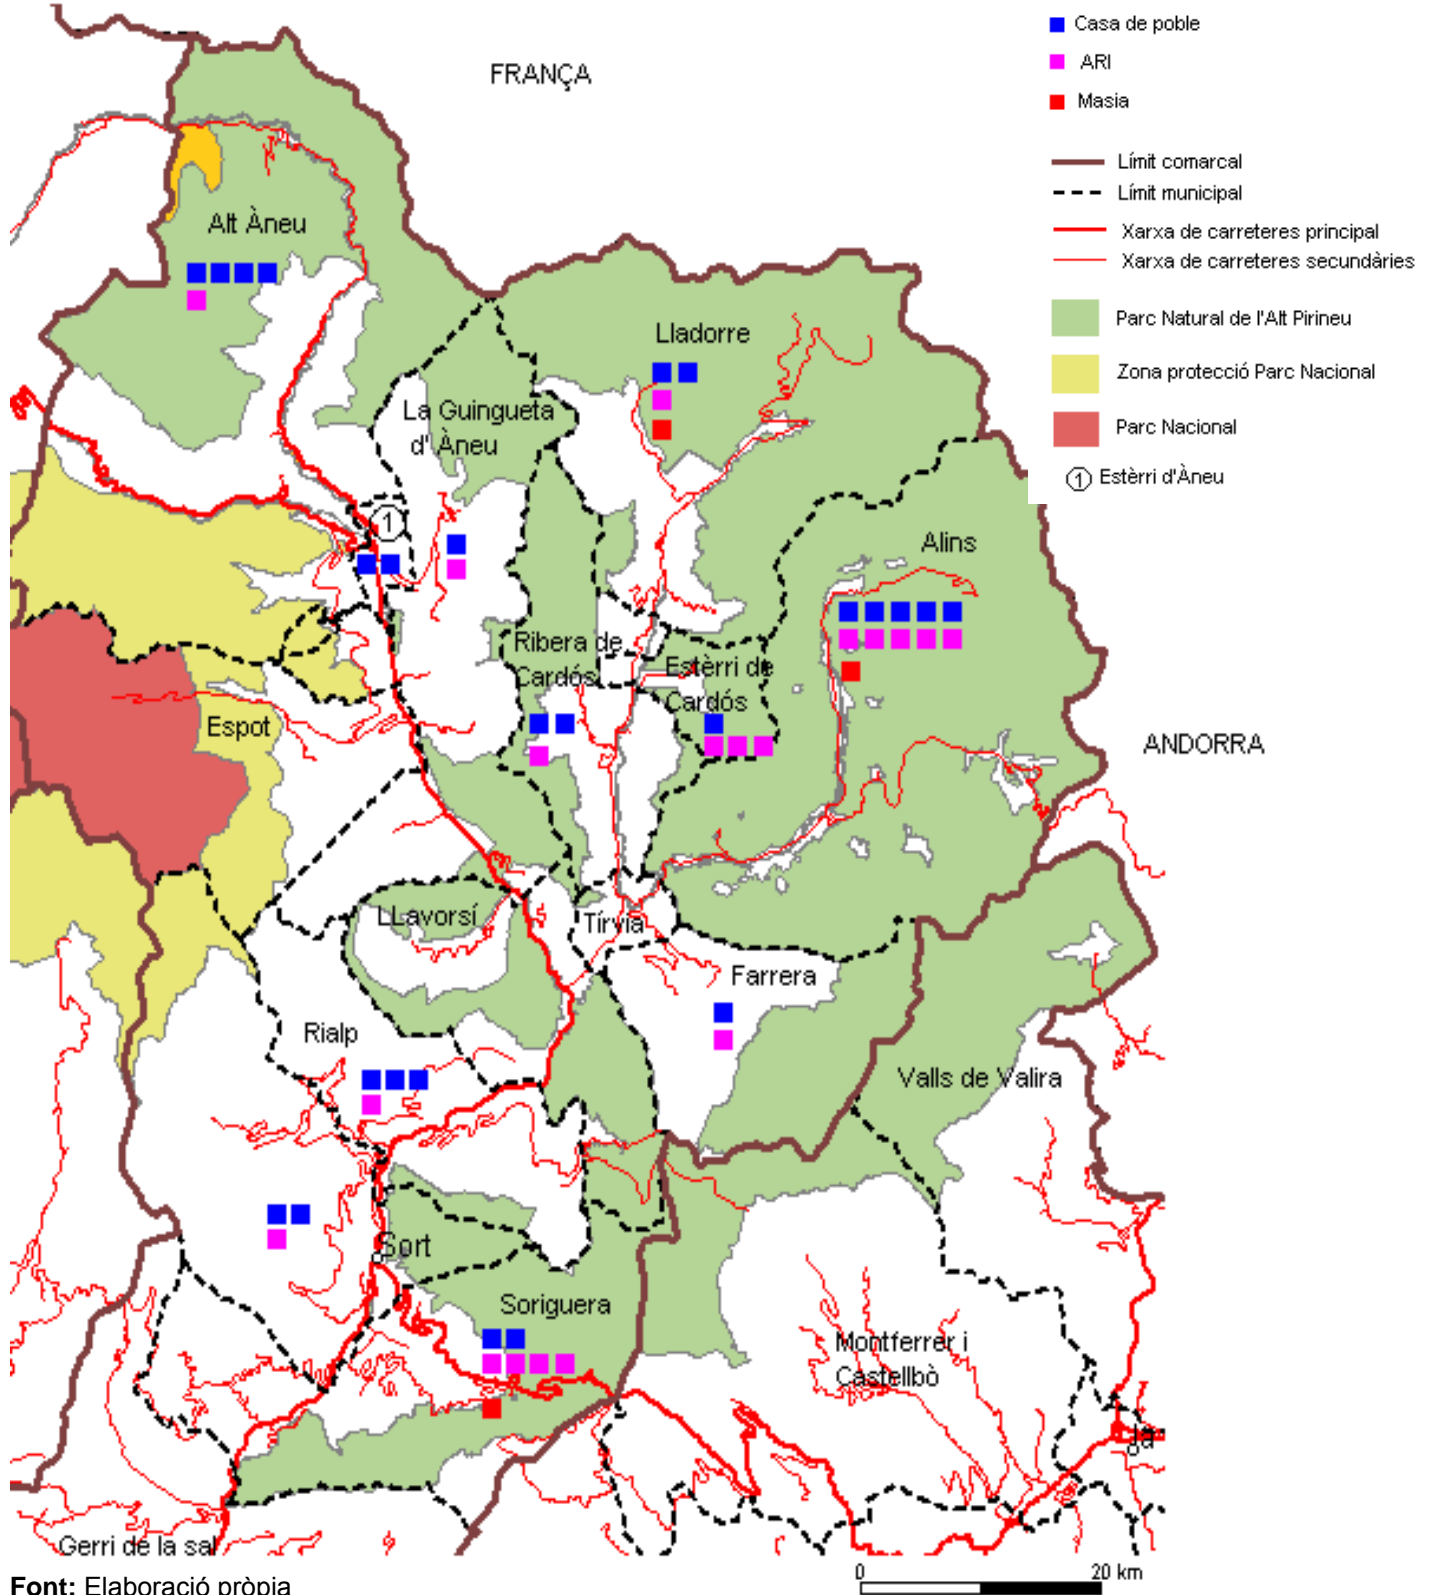 FRANÇA
Casa de poble
ARI
Masia
Límit comarcal
Límit municipal
Xarxa de carreteres principal
Xarxa de carreteres secundàries
Parc Natural de l'Alt Pirineu
Zona protecció Parc Nacional
Parc Nacional
1 Estèrri d'Àneu
Alt Àneu
Lladorre
La Guingueta
d'Àneu
1
Alins
Ribera de
Cardós
Estèrri de
Cardós
Espot
ANDORRA
LLavorsí
Tírvia
Farrera
Rialp
Valls de Valira
Sort
Soriguera
Montferrer i
Castellbò
Gerri de la sal
0 20 km
Font: Elaboració pròpia